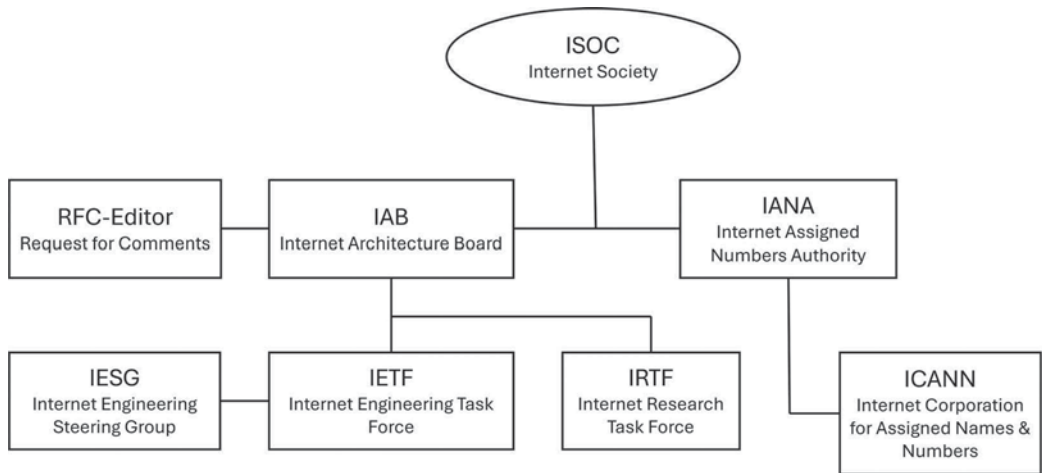 ISOC
Internet Society
RFC-Editor
Request for Comments
IAB
Internet Architecture Board
IANA
Internet Assigned
Numbers Authority
IESG
Internet Engineering
Steering Group
IETF
Internet Engineering Task
Force
IRTF
Internet Research
Task Force
ICANN
Internet Corporation
for Assigned Names &
Numbers